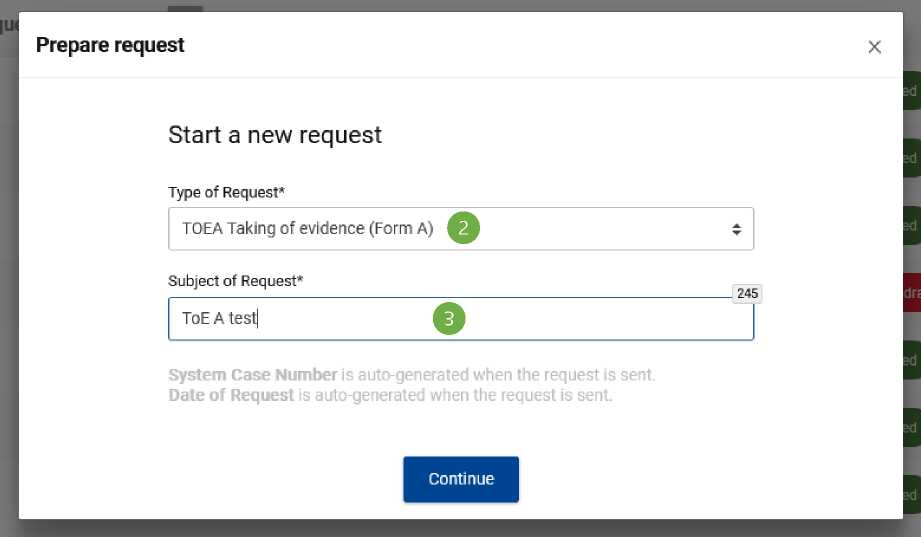 Prepare request
Start a new request
Type of Request*
TOEA Taking of evidence (Form A)
2
Subject of Request*
245
ToE A test
3
System Case Number is auto-generated when the request is sent.
Date of Request is auto-generated when the request is sent.
Continue